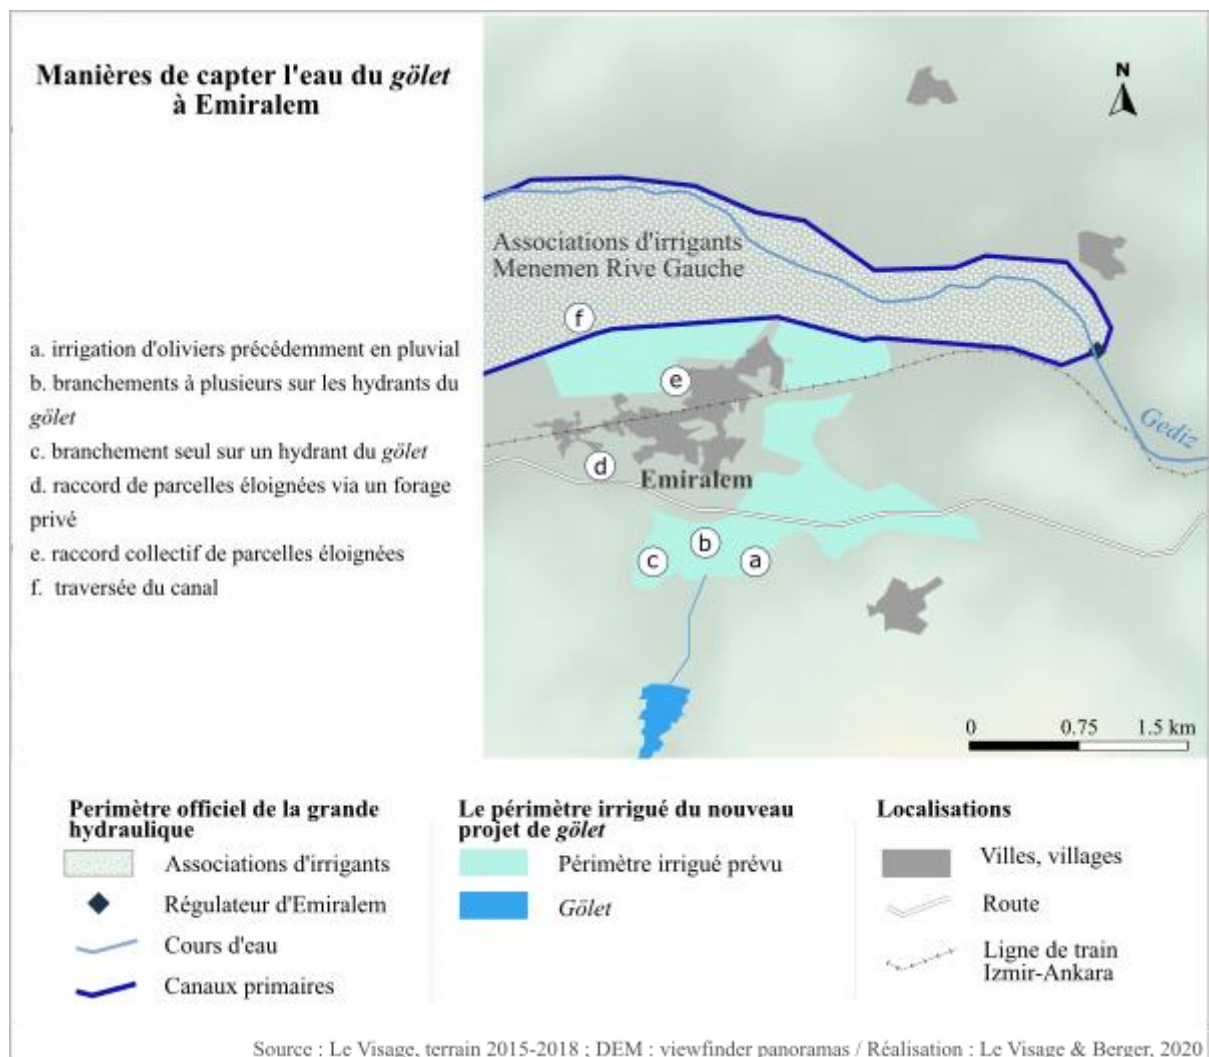 Manières de capter l'eau du gölet
à Emiralem
N
Associations d'irrigants
Menemen Rive Gauche
f
a. irrigation d'oliviers précédemment en pluvial
b. branchements à plusieurs sur les hydrants du
gölet
c. branchement seul sur un hydrant du gölet
d. raccord de parcelles éloignées via un forage
privé
e. raccord collectif de parcelles éloignées
f. traversée du canal
e
Gediz
d
Emiralem
b
c
a
0 0.75 1.5 km
Perimètre officiel de la grande
hydraulique
Associations d'irrigants
Régulateur d'Emiralem
Cours d'eau
Canaux primaires
Le périmètre irrigué du nouveau
projet de gölet
Périmètre irrigué prévu
Gölet
Localisations
Villes, villages
Route
Ligne de train
Izmir-Ankara
Source : Le Visage, terrain 2015-2018 ; DEM : viewfinder panoramas / Réalisation : Le Visage & Berger, 2020